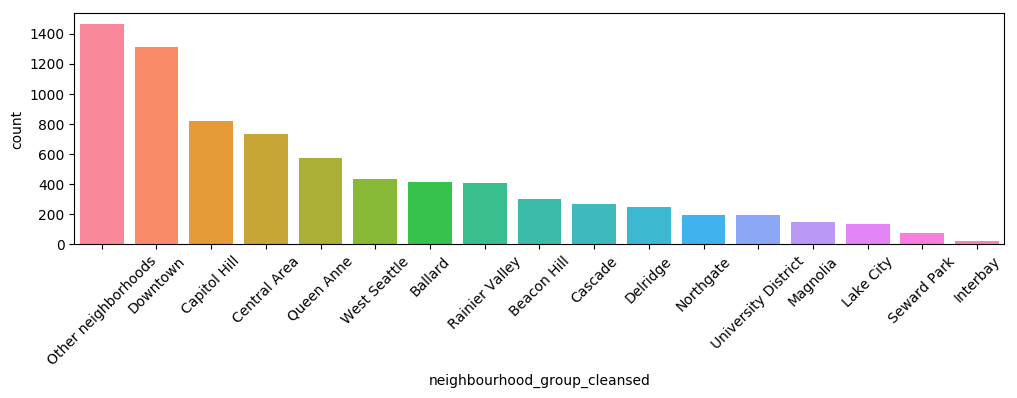 1400
1200
1000
800
600
400
200
0
count
Other neighborhoods
Downtown
Capitol Hill
Central Area
Queen Anne
West Seattle
Ballard
Rainier Valley
Beacon Hill
Cascade
Delridge
Northgate
University District
Magnolia
Lake City
Seward Park
Interbay
neighbourhood_group_cleansed